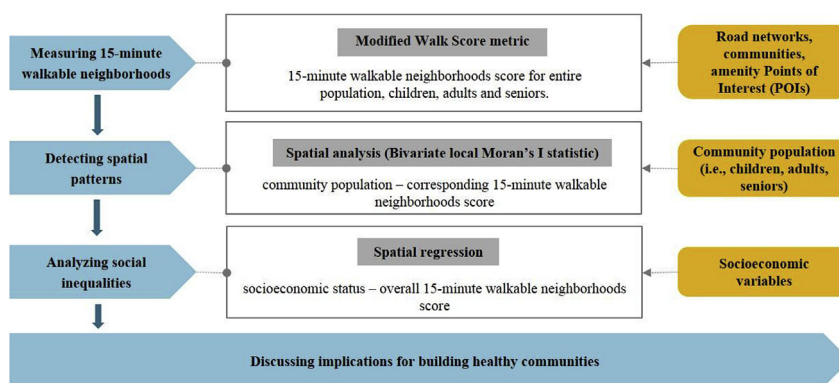 Measuring 15-minute
walkable neighborhoods
Modified Walk Score metric
15-minute walkable neighborhoods score for entire
population, children, adults and seniors.
Road networks,
communities,
amenity Points of
Interest (POIs)
Detecting spatial
patterns
Spatial analysis (Bivariate local Moran's I statistic)
community population – corresponding 15-minute walkable
neighborhoods score
Community population
(i.e., children, adults,
seniors)
Analyzing social
inequalities
Spatial regression
socioeconomic status – overall 15-minute walkable neighborhoods
score
Socioeconomic
variables
Discussing implications for building healthy communities